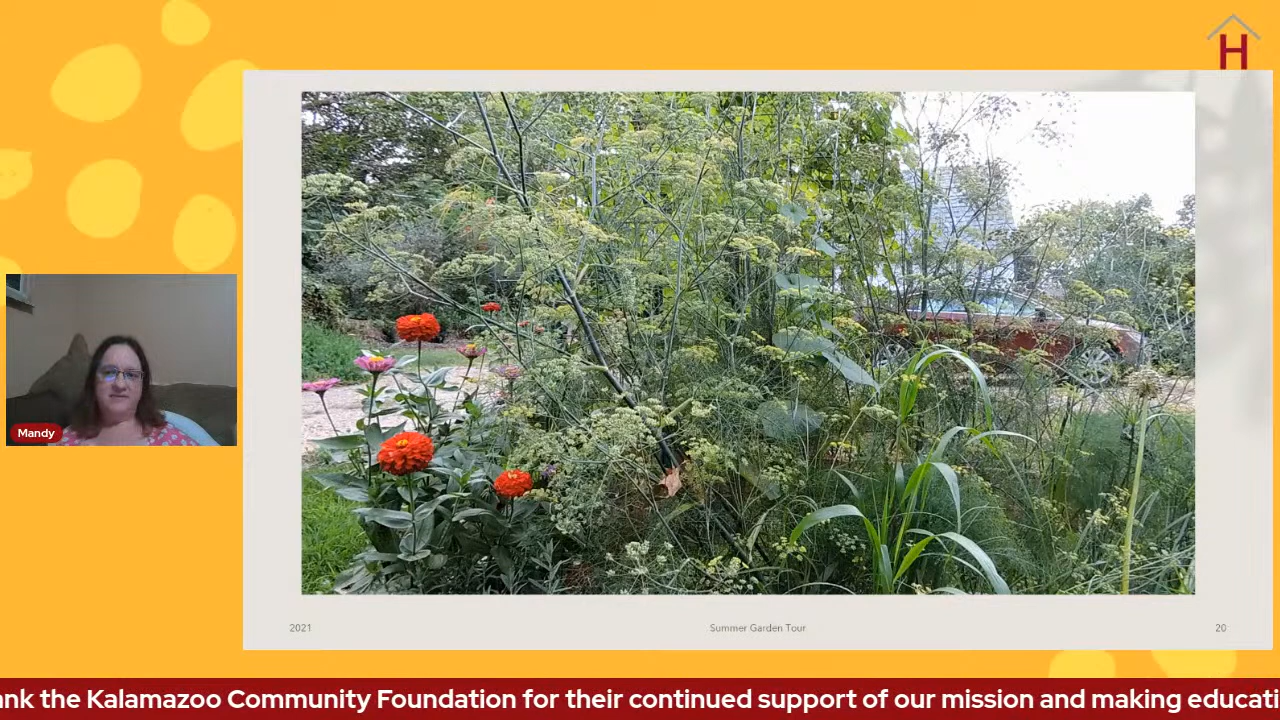 H
Mandy
2021 Summer Garden Tour 20
ank the Kalamazoo Community Foundation for their continued support of our mission and making educati